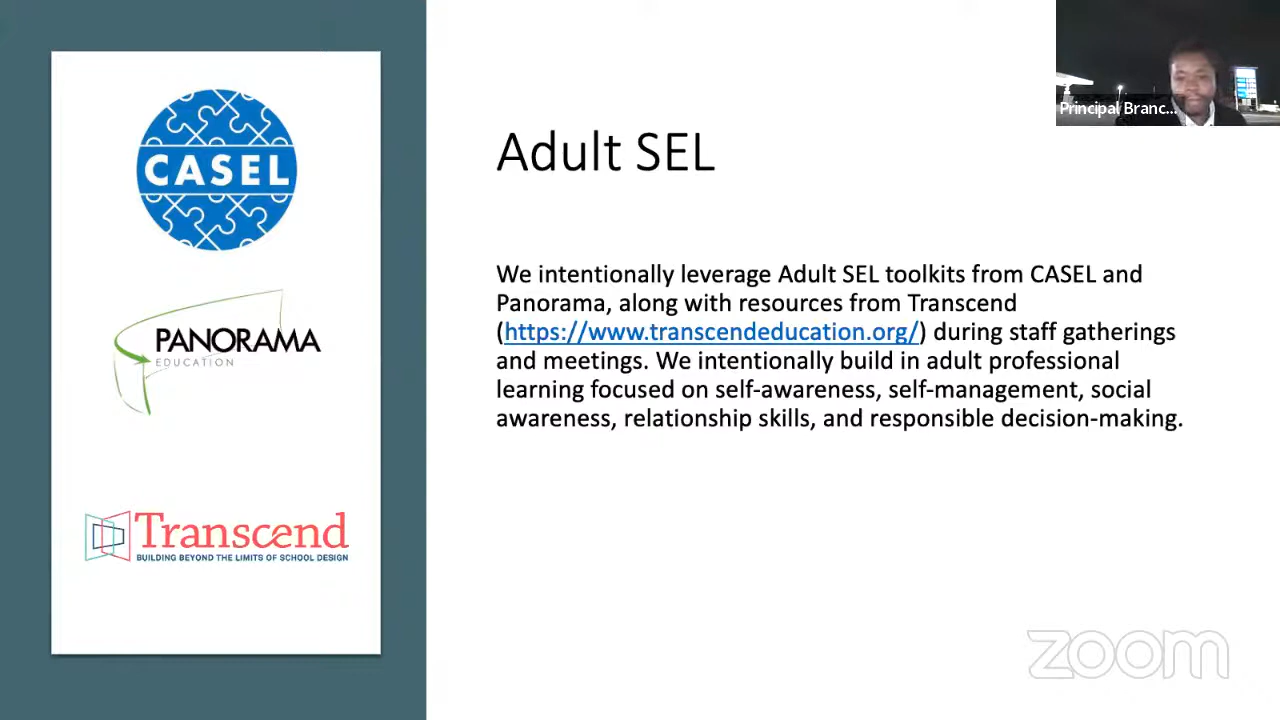 CASEL
PANORAMA
EDUCATION
Transcend
BUILDING BEYOND THE LIMITS OF SCHOOL DESIGN
Adult SEL
We intentionally leverage Adult SEL toolkits from CASEL and
Panorama, along with resources from Transcend
(https://www.transcendeducation.org/) during staff gatherings
and meetings. We intentionally build in adult professional
learning focused on self-awareness, self-management, social
awareness, relationship skills, and responsible decision-making.
Principal Branc...
zoom